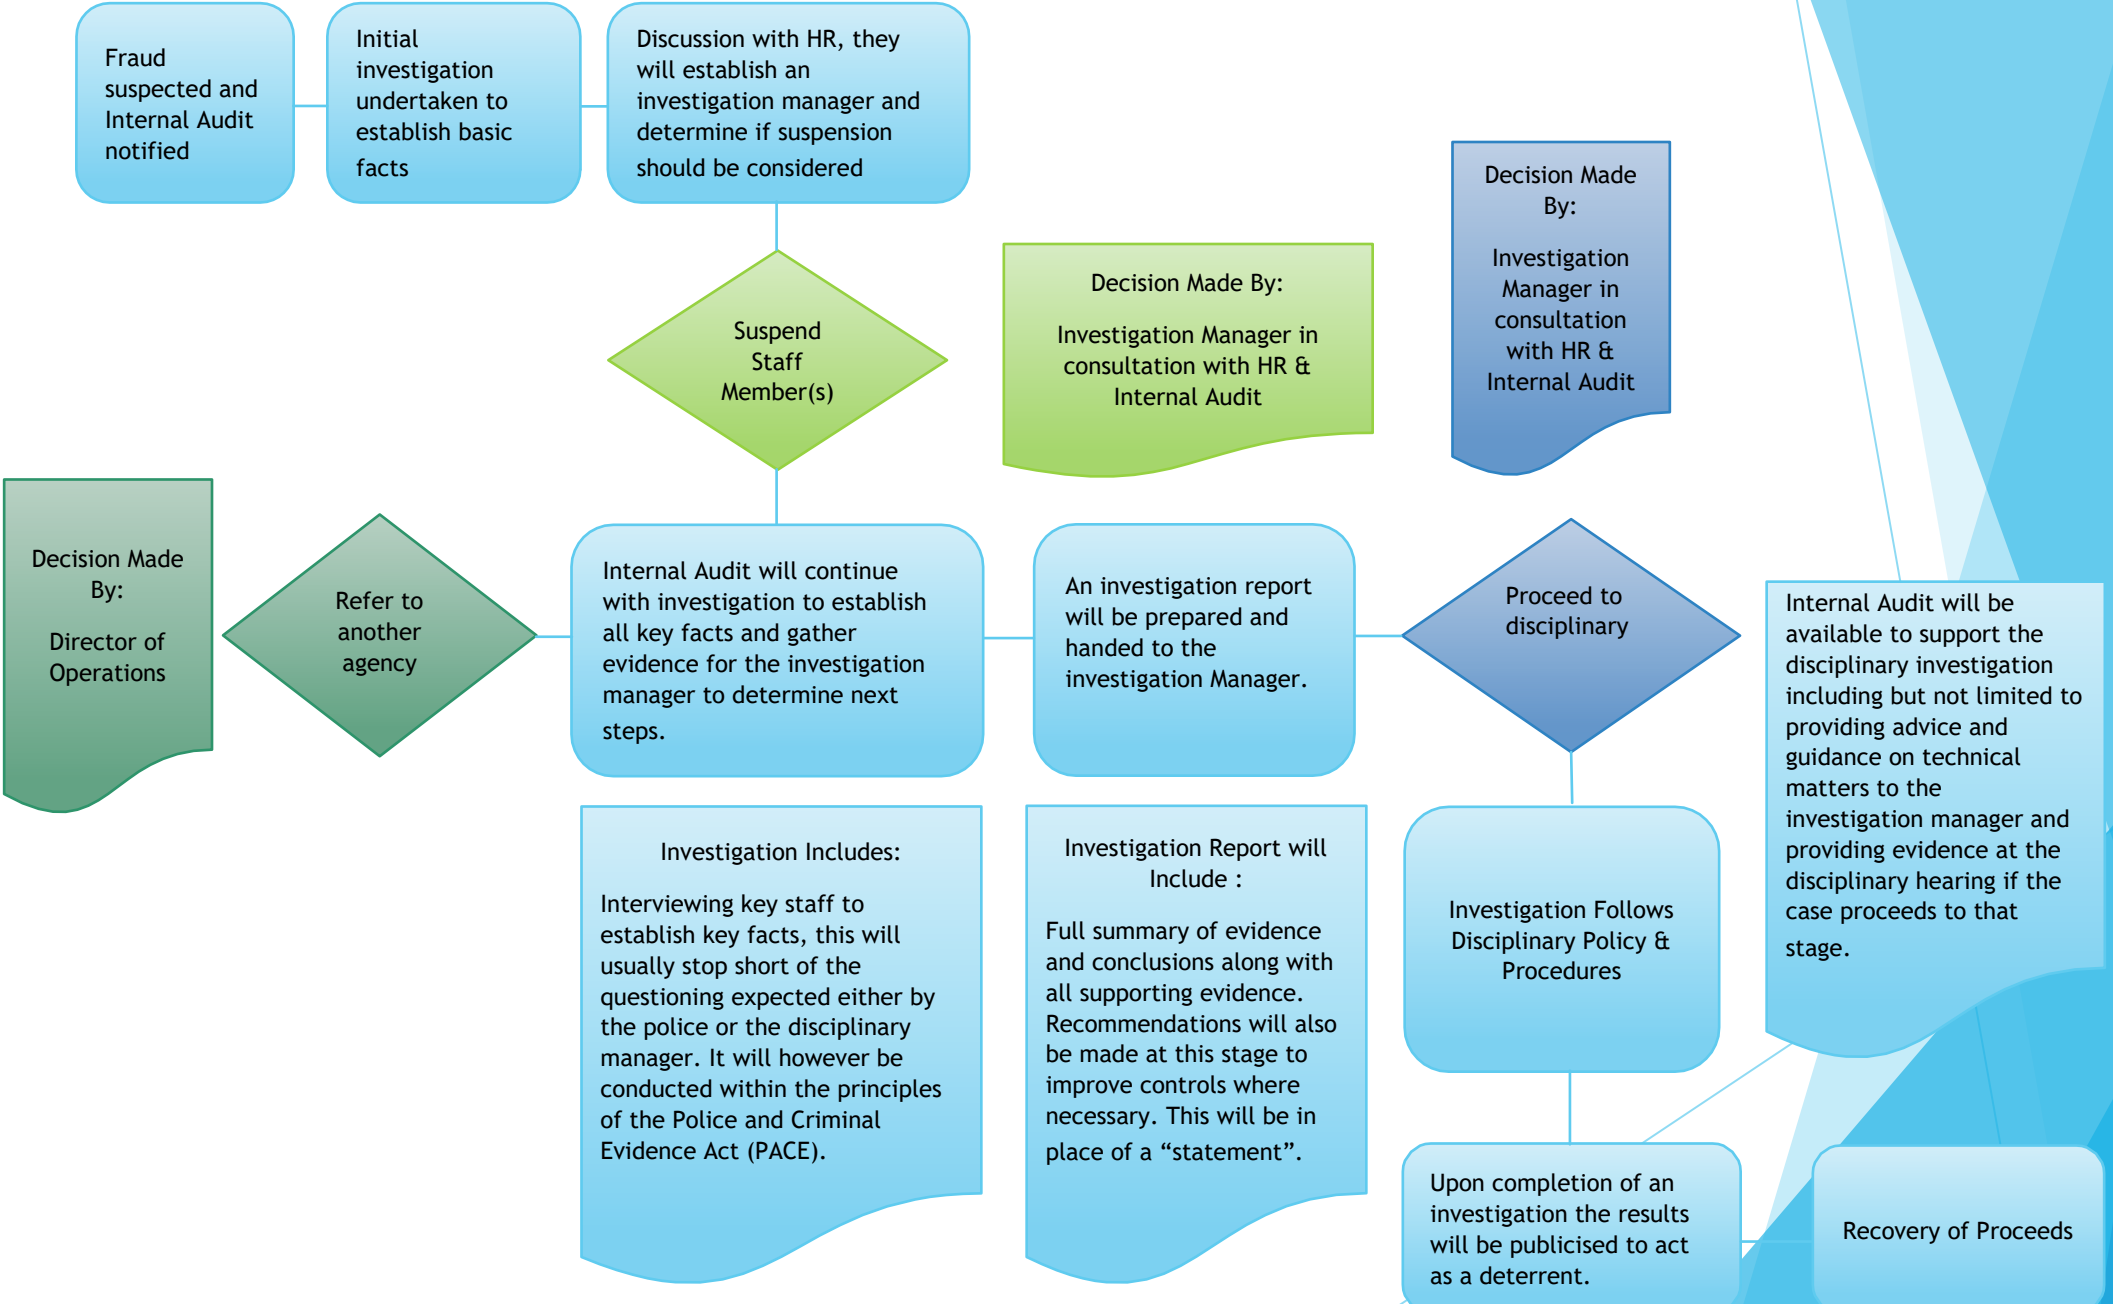 Fraud
suspected and
Internal Audit
notified
Initial
investigation
undertaken to
establish basic
facts
Discussion with HR, they
will establish an
investigation manager and
determine if suspension
should be considered
Suspend
Staff
Member(s)
Decision Made By:
Investigation Manager in
consultation with HR &
Internal Audit
Decision Made
By:
Investigation
Manager in
consultation
with HR &
Internal Audit
Decision Made
By:
Director of
Operations
Refer to
another
agency
Internal Audit will continue
with investigation to establish
all key facts and gather
evidence for the investigation
manager to determine next
steps.
An investigation report
will be prepared and
handed to the
investigation Manager.
Proceed to
disciplinary
Internal Audit will be
available to support the
disciplinary investigation
including but not limited to
providing advice and
guidance on technical
matters to the
investigation manager and
providing evidence at the
disciplinary hearing if the
case proceeds to that
stage.
Investigation Includes:
Interviewing key staff to
establish key facts, this will
usually stop short of the
questioning expected either by
the police or the disciplinary
manager. It will however be
conducted within the principles
of the Police and Criminal
Evidence Act (PACE).
Investigation Report will
Include :
Full summary of evidence
and conclusions along with
all supporting evidence.
Recommendations will also
be made at this stage to
improve controls where
necessary. This will be in
place of a “statement”.
Investigation Follows
Disciplinary Policy &
Procedures
Upon completion of an
investigation the results
will be publicised to act
as a deterrent.
Recovery of Proceeds